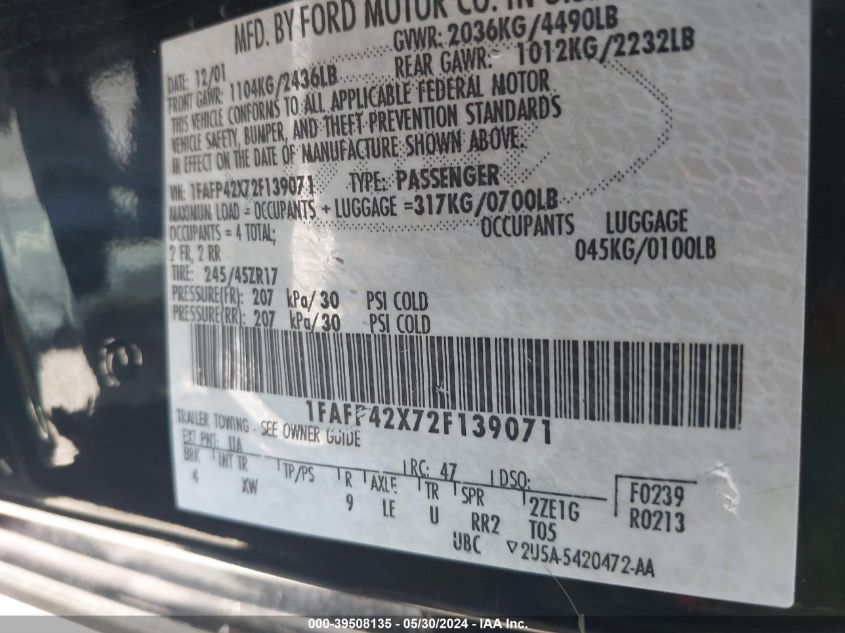 MFD. BY FORD MOTOR CO. IN U.S.
DATE: 12/01 GVWR: 2036KG/4490LB
FRONT GAWR: 1104KG/2436LB REAR GAWR: 1012KG/2232LB
THIS VEHICLE CONFORMS TO ALL APPLICABLE FEDERAL MOTOR
VEHICLE SAFETY, BUMPER, AND THEFT PREVENTION STANDARDS
IN EFFECT ON THE DATE OF MANUFACTURE SHOWN ABOVE.
VIN: 1FAFP42X72F139071 TYPE: PASSENGER
MAXIMUM LOAD = OCCUPANTS + LUGGAGE =317KG/0700LB
OCCUPANTS = 4 TOTAL; OCCUPANTS LUGGAGE
2 FR, 2 RR 045KG/0100LB
TIRE: 245/45ZR17
PRESSURE(FR): 207 kPa/30 PSI COLD
PRESSURE(RR): 207 kPa/30 PSI COLD
1FAFP42X72F139071
TRAILER TOWING - SEE OWNER GUIDE
EXT PNT: UA RC: 47 DSO:
BRK INT TR TP/PS R AXLE TR SPR 2ZE1G F0239
4 XW 9 LE U RR2 T05 R0213
UBC ▽2U5A-5420472-AA
000-39508135 - 05/30/2024 - IAA Inc.